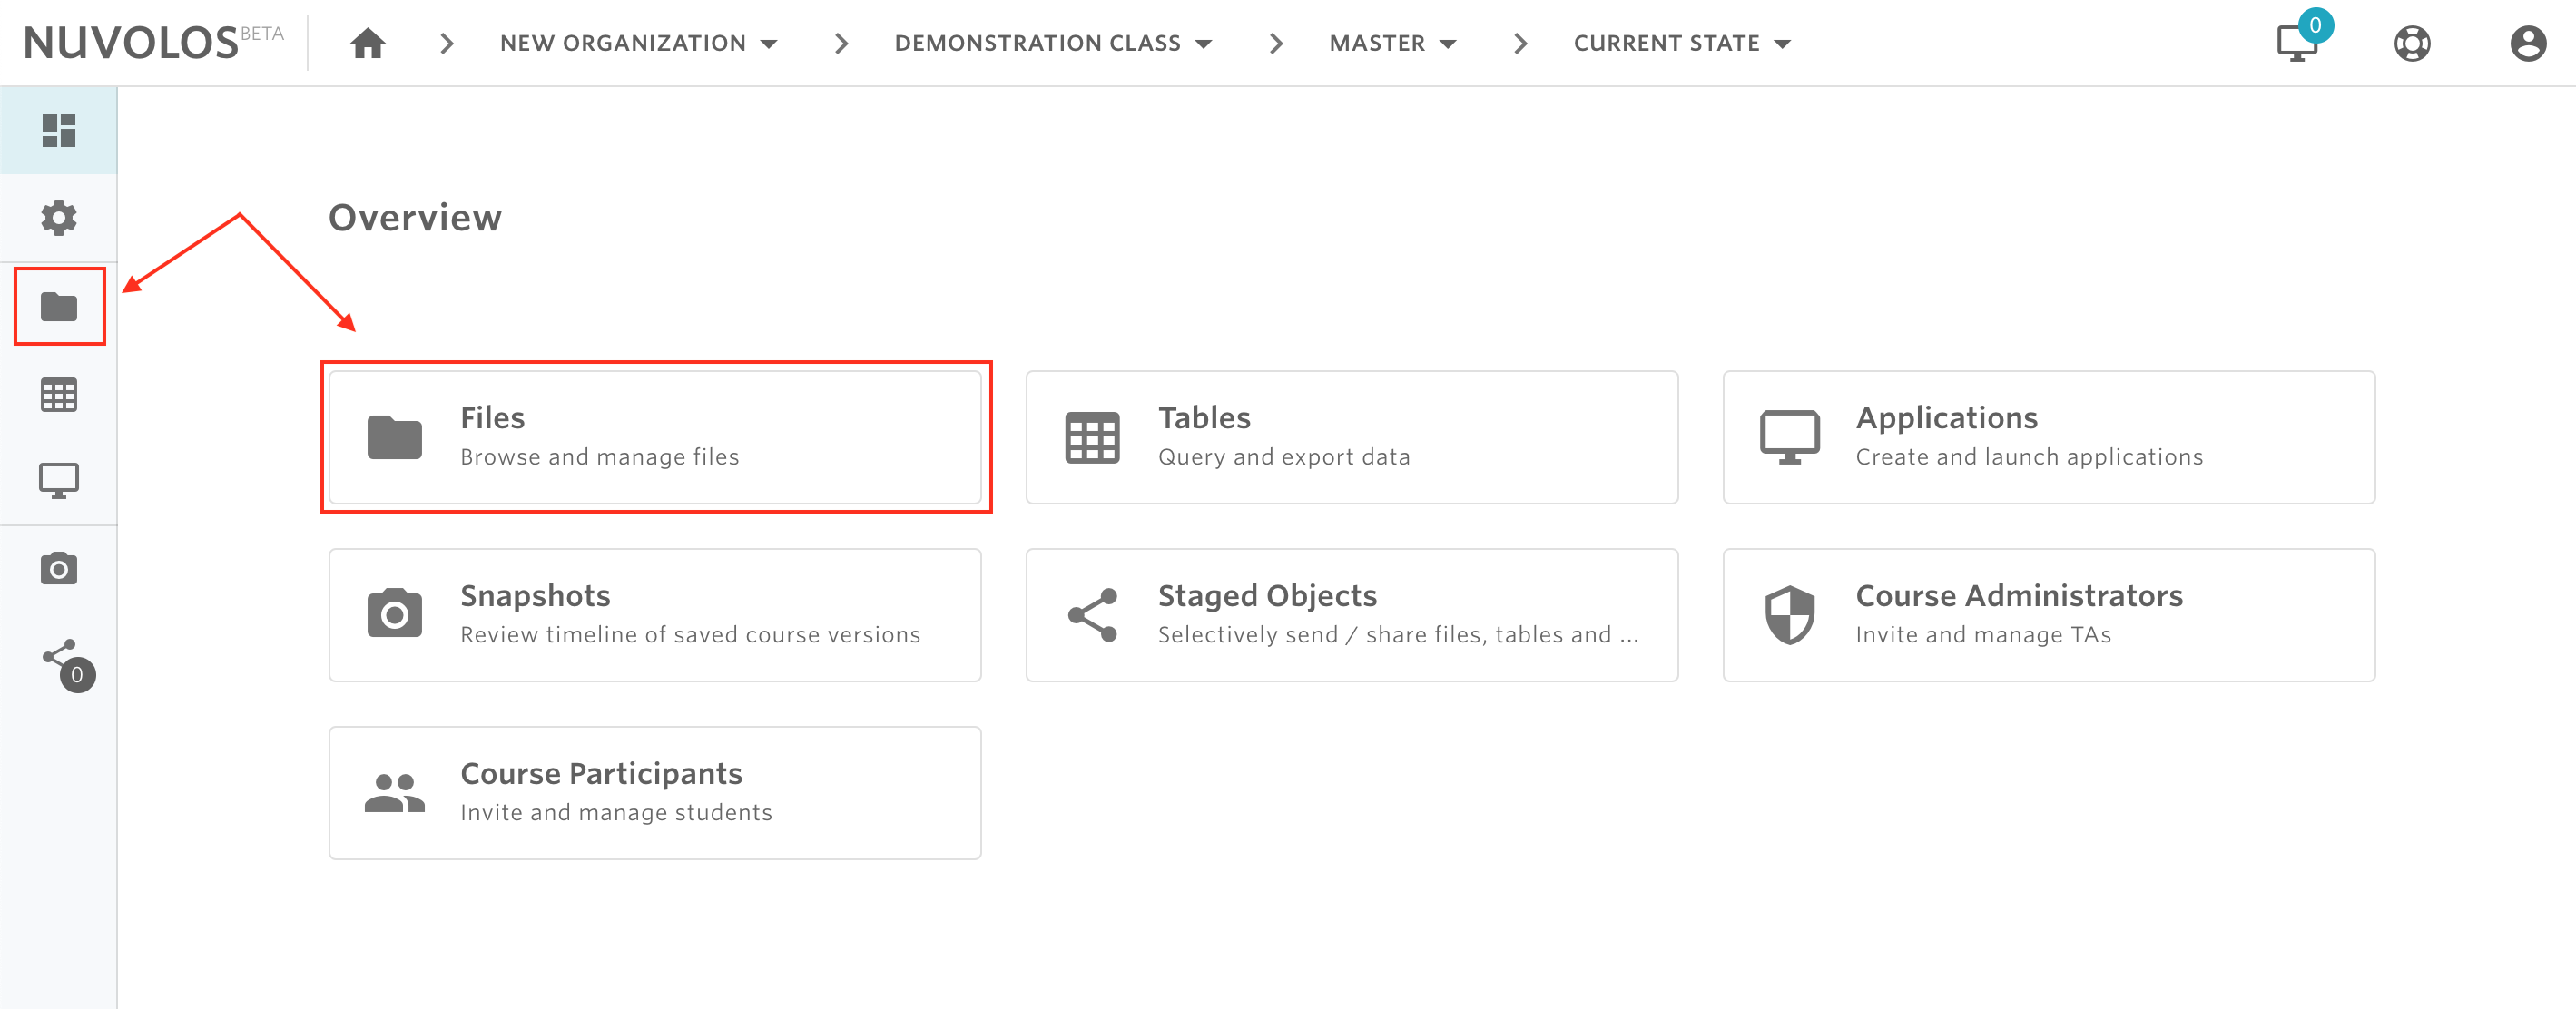 NUVOLOS BETA
NEW ORGANIZATION
DEMONSTRATION CLASS
MASTER
CURRENT STATE
0
Overview
Files
Browse and manage files
Tables
Query and export data
Applications
Create and launch applications
Snapshots
Review timeline of saved course versions
Staged Objects
Selectively send / share files, tables and ...
Course Administrators
Invite and manage TAs
0
Course Participants
Invite and manage students